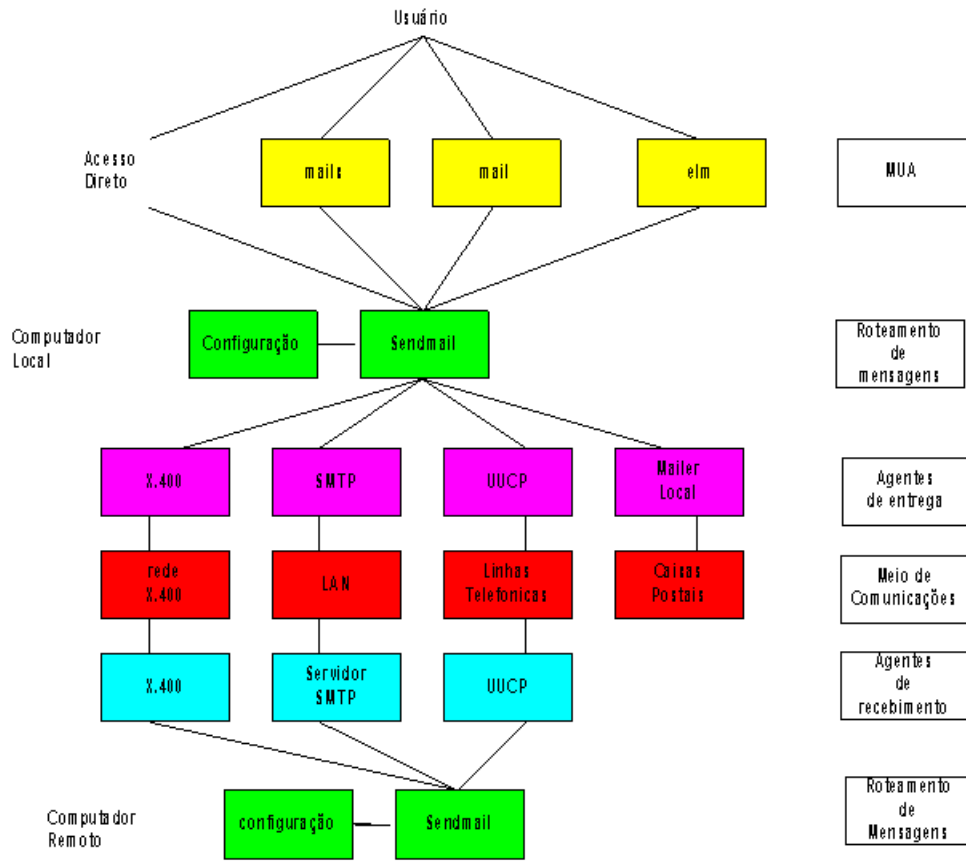 Usuário
Acesso
Direto
mails
mail
elm
MUA
Computador
Local
Configuração
Sendmail
Roteamento
de
mensagens
X.400
SMTP
UUCP
Mailer
Local
Agentes
de entrega
rede
X.400
LAN
Linhas
Telefonicas
Caisas
Postais
Meio de
Comunicações
X.400
Servidor
SMTP
UUCP
Agentes
de
recebimento
Computador
Remoto
configuração
Sendmail
Roteamento
de
Mensagens